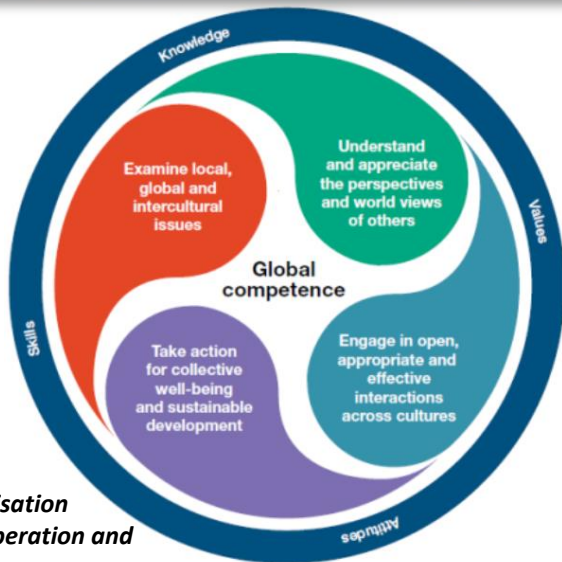 Knowledge
Examine local,
global and
intercultural
issues
Understand
and appreciate
the perspectives
and world views
of others
Values
Global
competence
Skills
Take action
for collective
well-being
and sustainable
development
Engage in open,
appropriate and
effective
interactions
across cultures
Attitudes
isation
peration and